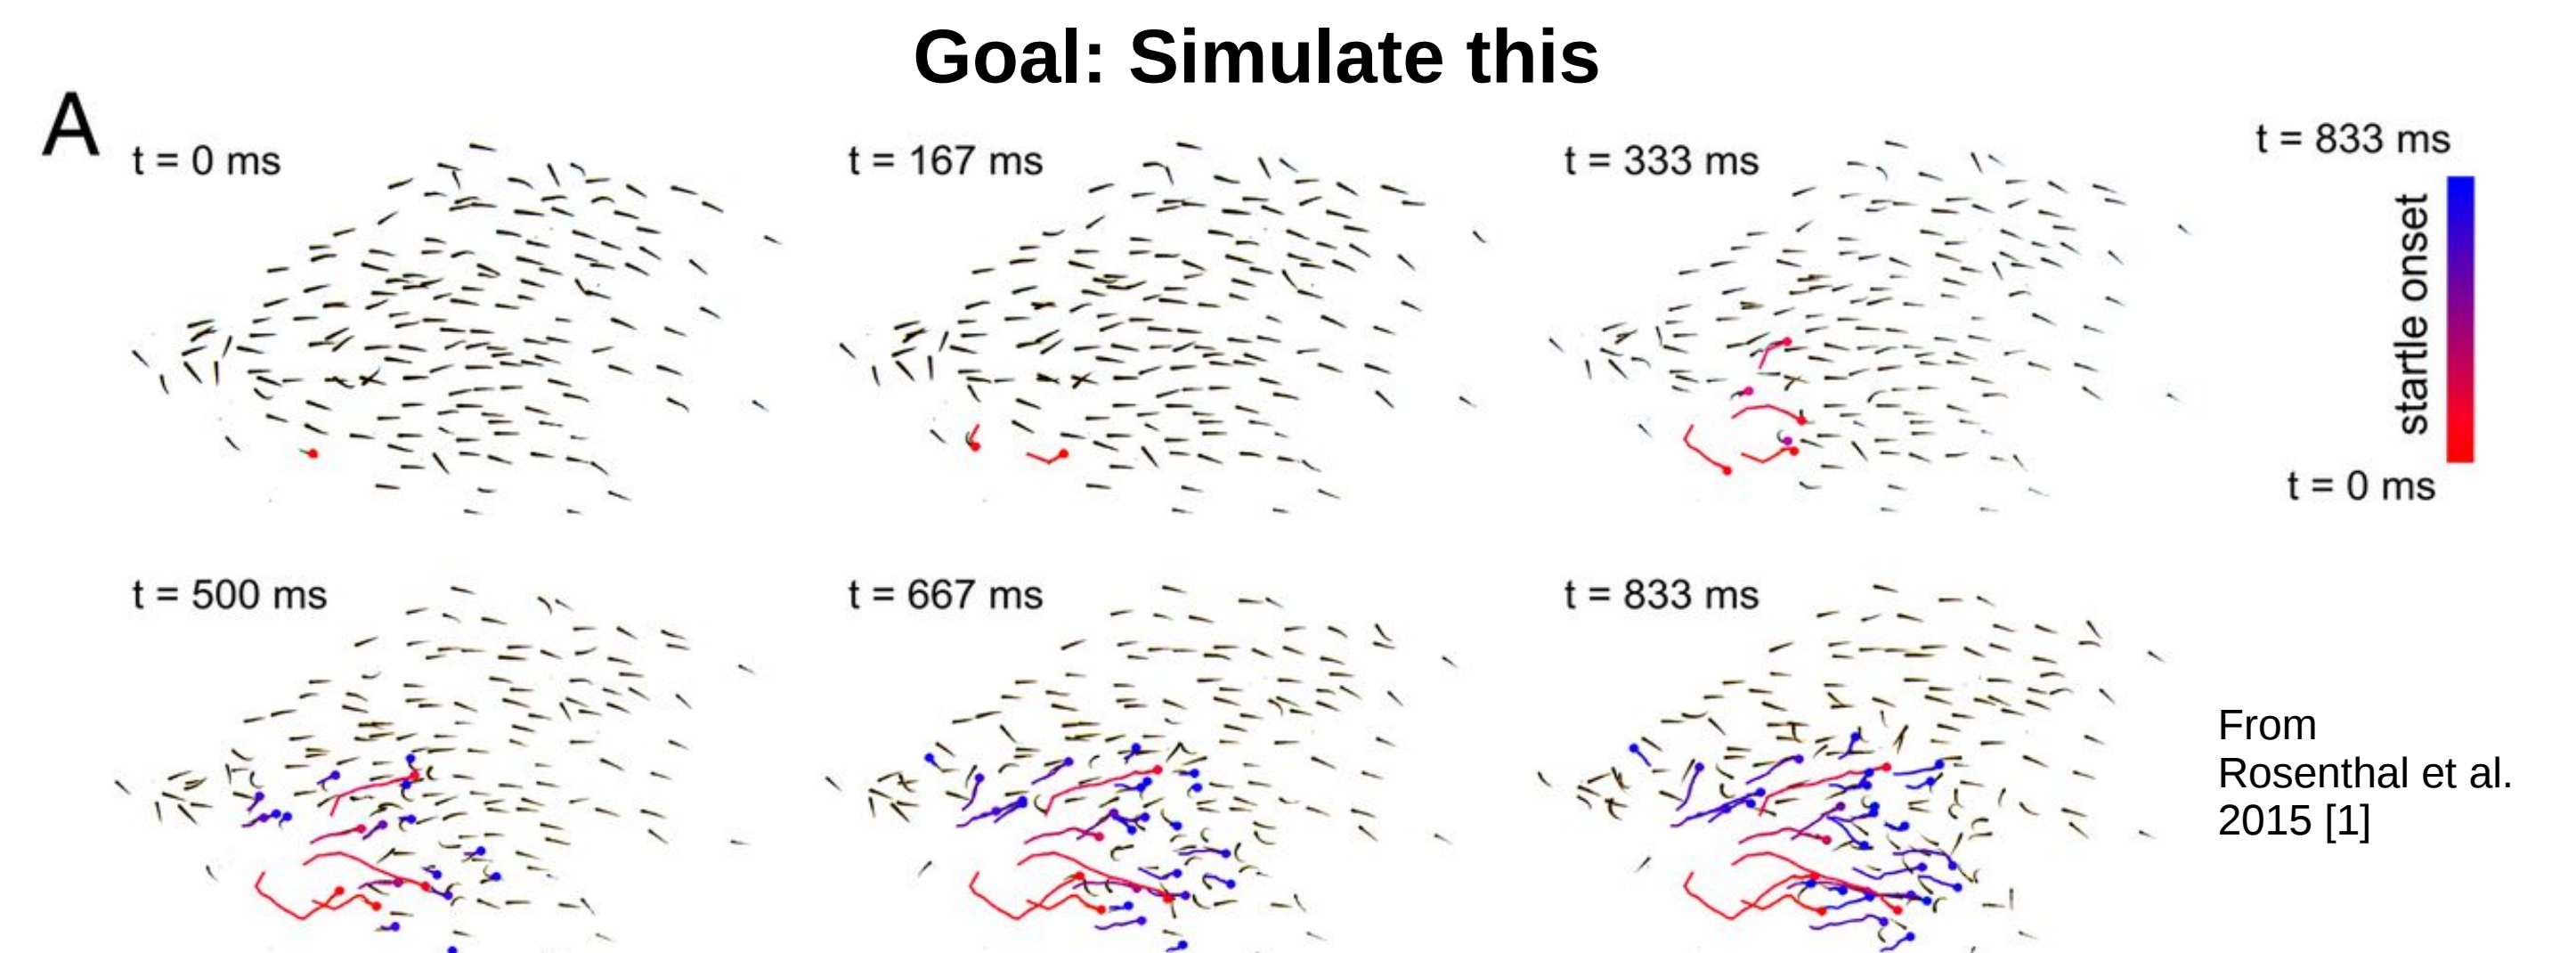 Goal: Simulate this
A
t = 0 ms
t = 167 ms
t = 333 ms
t = 833 ms
startle onset
t = 0 ms
t = 500 ms
t = 667 ms
t = 833 ms
From
Rosenthal et al.
2015 [1]